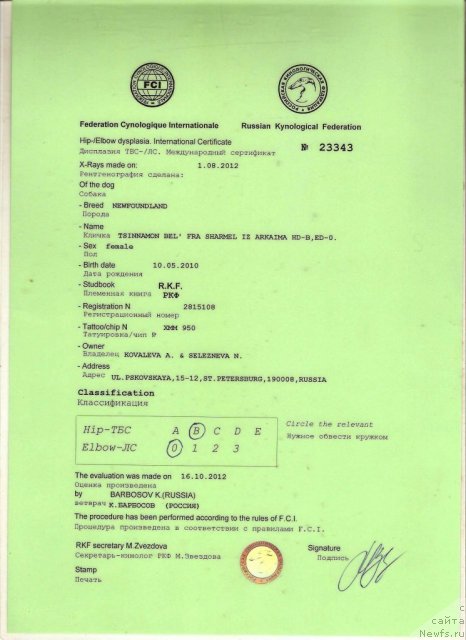 FCI
Federation Cynologique Internationale
Russian Kynological Federation
Hip-/Elbow dysplasia. International Certificate
Дисплазия ТБС-/ЛС. Международный сертификат
№ 23343
X-Rays made on: 1.08.2012
Рентгенография сделана:
Of the dog
Собака
- Breed NEWFOUNDLAND
Порода
- Name
Кличка TSINNAMON BEL' FRA SHARMEL IZ ARKAIMA HD-B,ED-0.
- Sex female
Пол
- Birth date 10.05.2010
Дата рождения
- Studbook R.K.F.
Племенная книга РКФ
- Registration N 2815108
Регистрационный номер
- Tattoo/chip N ХМН 950
Татуировка/чип №
- Owner
Владелец KOVALEVA A. & SELEZNEVA N.
- Address
Адрес UL.PSKOVSKAYA,15-12,ST.PETERSBURG,190008,RUSSIA
Classification
Классификация
Hip-ТБС A B C D E
Elbow-ЛС 0 1 2 3
Circle the relevant
Нужное обвести кружком
The evaluation was made on 16.10.2012
Оценка произведена
by BARBOSOV K.(RUSSIA)
ветврач К.БАРБОСОВ (РОССИЯ)
The procedure has been performed according to the rules of F.C.I.
Процедура произведена в соответствии с правилами F.C.I.
RKF secretary M.Zvezdova
Секретарь-кинолог РКФ М.Звездова
Signature
Подпись
Stamp
Печать
с
сайта
Newfs.ru